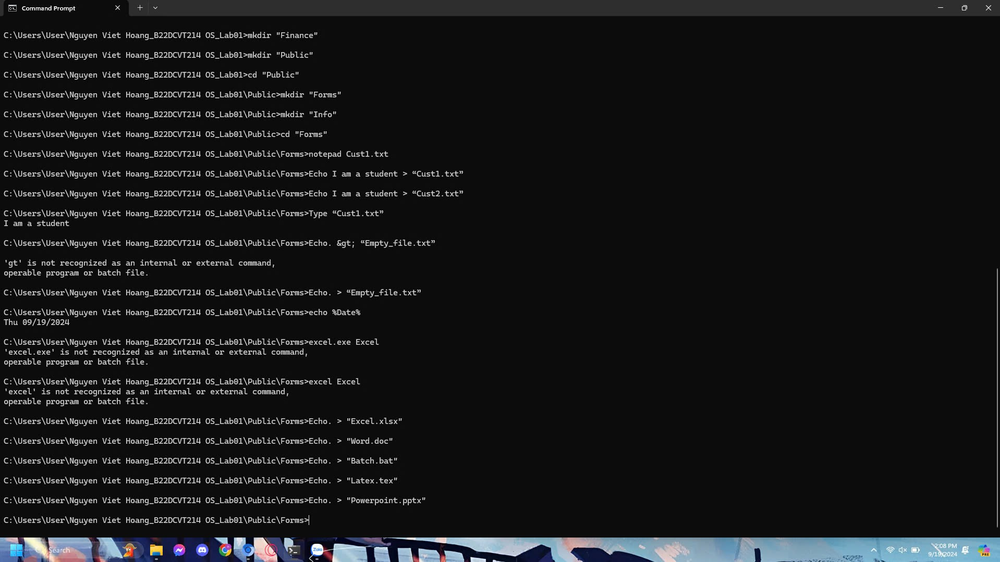 Command Prompt
C:\Users\User\Nguyen Viet Hoang_B22DCVT214 OS_Lab01>mkdir "Finance"
C:\Users\User\Nguyen Viet Hoang_B22DCVT214 OS_Lab01>mkdir "Public"
C:\Users\User\Nguyen Viet Hoang_B22DCVT214 OS_Lab01>cd "Public"
C:\Users\User\Nguyen Viet Hoang_B22DCVT214 OS_Lab01\Public>mkdir "Forms"
C:\Users\User\Nguyen Viet Hoang_B22DCVT214 OS_Lab01\Public>mkdir "Info"
C:\Users\User\Nguyen Viet Hoang_B22DCVT214 OS_Lab01\Public>cd "Forms"
C:\Users\User\Nguyen Viet Hoang_B22DCVT214 OS_Lab01\Public\Forms>notepad Cust1.txt
C:\Users\User\Nguyen Viet Hoang_B22DCVT214 OS_Lab01\Public\Forms>Echo I am a student > “Cust1.txt”
C:\Users\User\Nguyen Viet Hoang_B22DCVT214 OS_Lab01\Public\Forms>Echo I am a student > “Cust2.txt”
C:\Users\User\Nguyen Viet Hoang_B22DCVT214 OS_Lab01\Public\Forms>Type “Cust1.txt”
I am a student
C:\Users\User\Nguyen Viet Hoang_B22DCVT214 OS_Lab01\Public\Forms>Echo. &gt; “Empty_file.txt”
'gt' is not recognized as an internal or external command,
operable program or batch file.
C:\Users\User\Nguyen Viet Hoang_B22DCVT214 OS_Lab01\Public\Forms>Echo. > “Empty_file.txt”
C:\Users\User\Nguyen Viet Hoang_B22DCVT214 OS_Lab01\Public\Forms>echo %Date%
Thu 09/19/2024
C:\Users\User\Nguyen Viet Hoang_B22DCVT214 OS_Lab01\Public\Forms>excel.exe Excel
'excel.exe' is not recognized as an internal or external command,
operable program or batch file.
C:\Users\User\Nguyen Viet Hoang_B22DCVT214 OS_Lab01\Public\Forms>excel Excel
'excel' is not recognized as an internal or external command,
operable program or batch file.
C:\Users\User\Nguyen Viet Hoang_B22DCVT214 OS_Lab01\Public\Forms>Echo. > "Excel.xlsx"
C:\Users\User\Nguyen Viet Hoang_B22DCVT214 OS_Lab01\Public\Forms>Echo. > "Word.doc"
C:\Users\User\Nguyen Viet Hoang_B22DCVT214 OS_Lab01\Public\Forms>Echo. > "Batch.bat"
C:\Users\User\Nguyen Viet Hoang_B22DCVT214 OS_Lab01\Public\Forms>Echo. > "Latex.tex"
C:\Users\User\Nguyen Viet Hoang_B22DCVT214 OS_Lab01\Public\Forms>Echo. > "Powerpoint.pptx"
C:\Users\User\Nguyen Viet Hoang_B22DCVT214 OS_Lab01\Public\Forms>
Search
Zalo
2:08 PM
9/19/2024
PRE